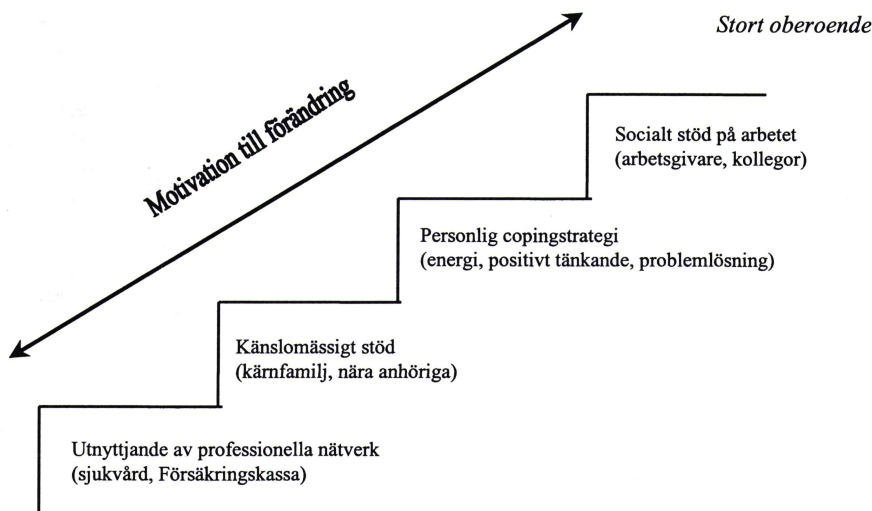 Stort oberoende
Motivation till förändring
Socialt stöd på arbetet
(arbetsgivare, kollegor)
Personlig copingstrategi
(energi, positivt tänkande, problemlösning)
Känslomässigt stöd
(kärnfamilj, nära anhöriga)
Utnyttjande av professionella nätverk
(sjukvård, Försäkringskassa)